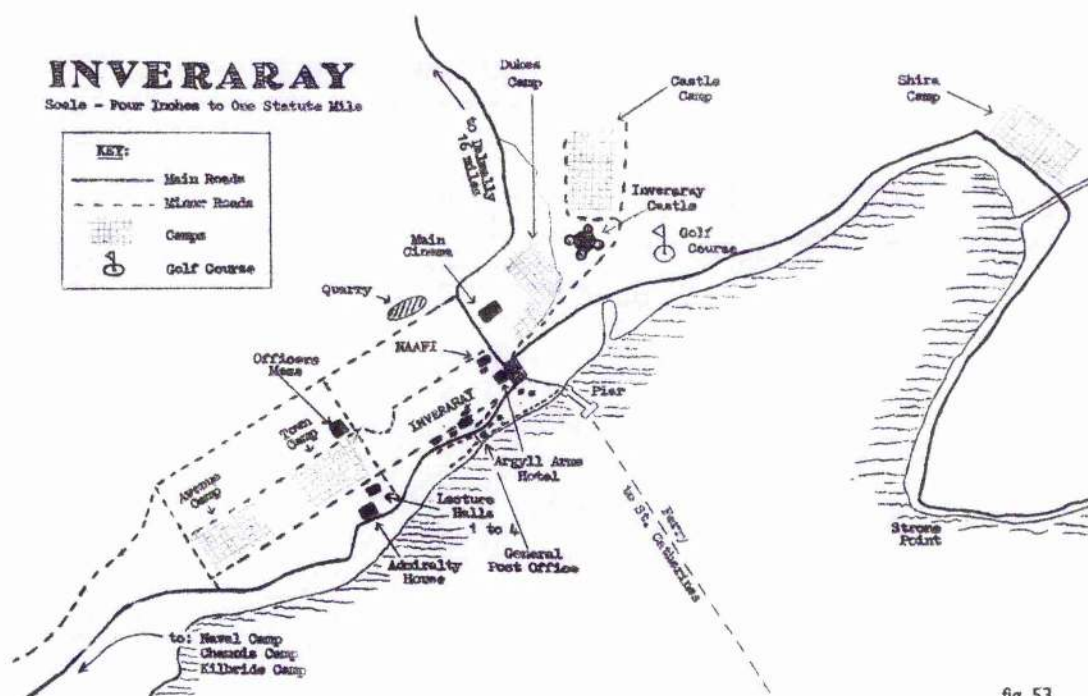 INVERARAY
Scale - Four Inches to One Statute Mile
KEY:
Main Roads
Minor Roads
Camps
Golf Course
to Dalmally
16 miles
Dukes
Camp
Castle
Camp
Shira
Camp
Inveraray
Castle
Golf
Course
Main
Cinema
Quarry
NAAFI
Officers
Mess
INVERARAY
Pier
Town
Camp
Avenue
Camp
Argyll Arms
Hotel
Lecture
Halls
1 to 4
General
Post Office
Admiralty
House
Ferry
to St. Catherines
Strone
Point
to: Naval Camp
Chamois Camp
Kilbride Camp
fig 53